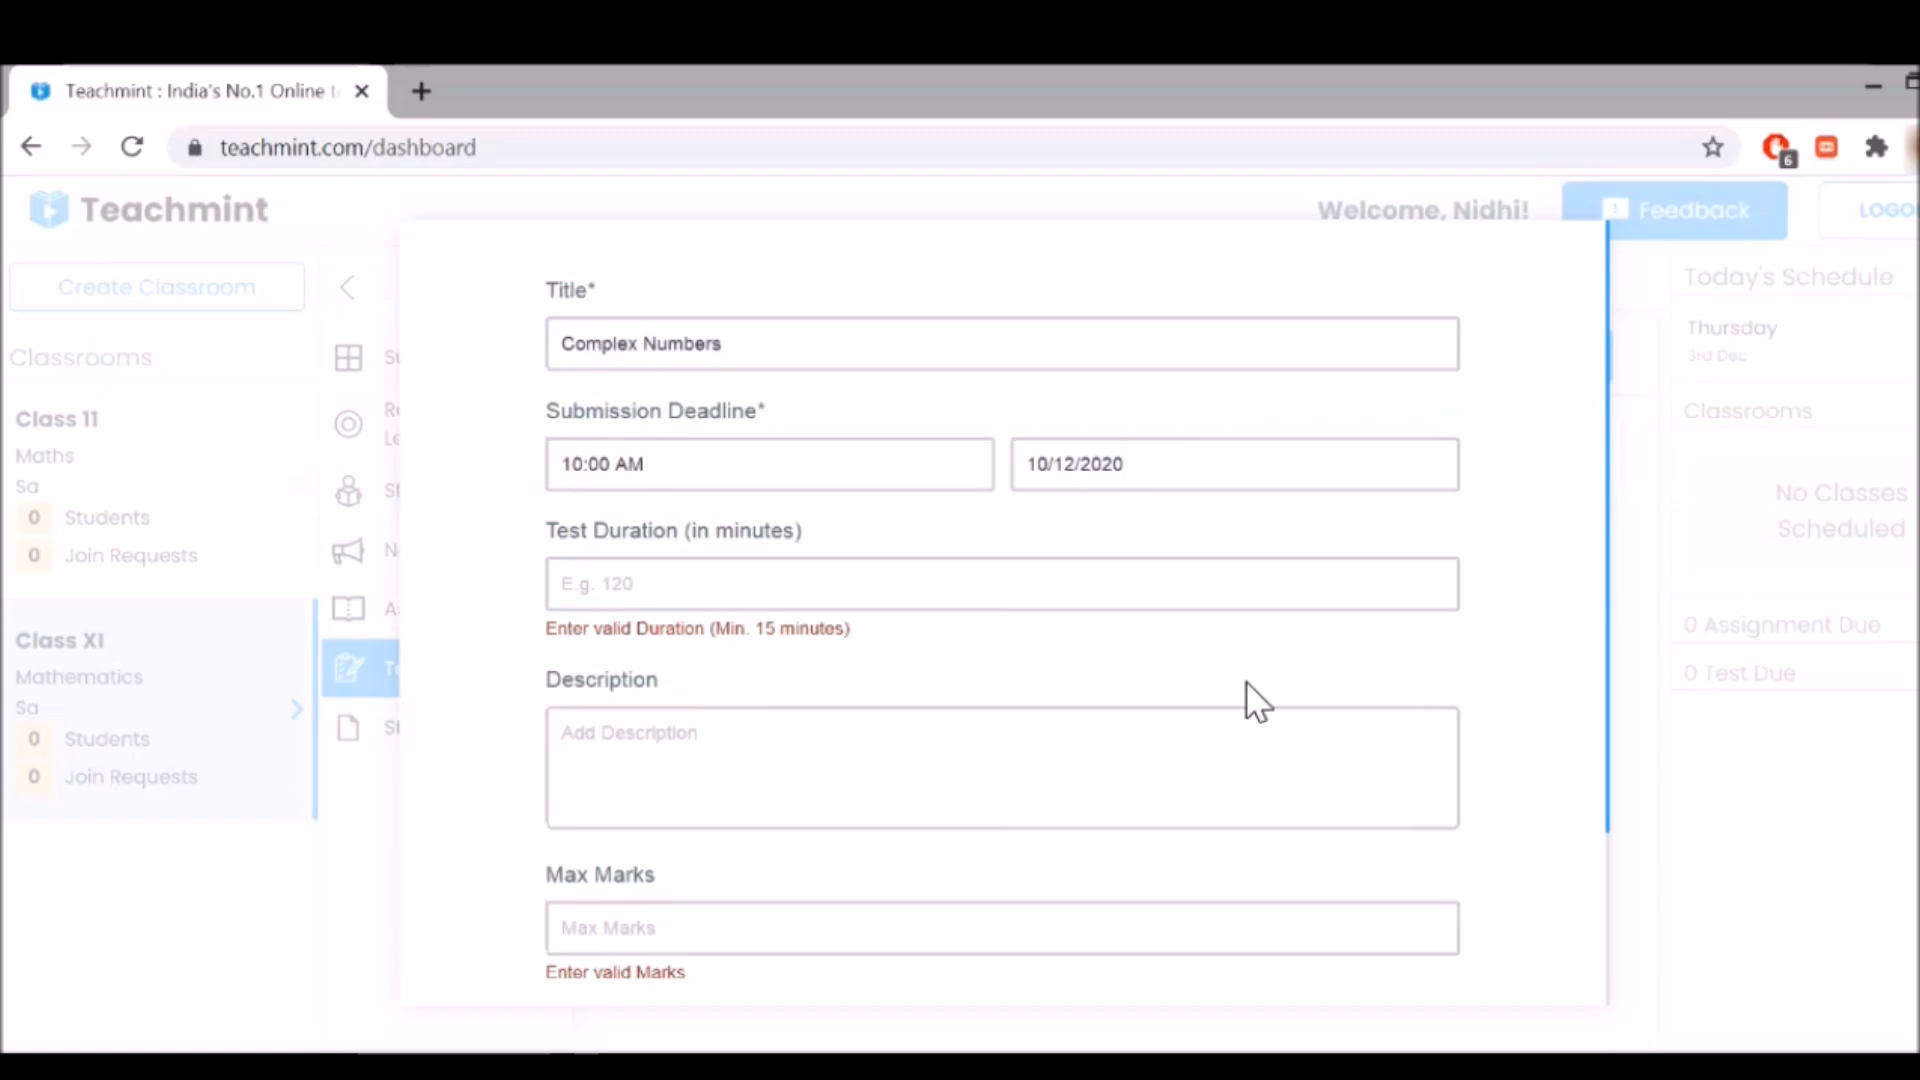 Teachmint : India's No.1 Online t
teachmint.com/dashboard
6
Teachmint
Welcome, Nidhi!
Feedback
LOGO
Create Classroom
Classrooms
Class 11
Maths
Sa
0 Students
0 Join Requests
Class XI
Mathematics
Sa
0 Students
0 Join Requests
Title*
Complex Numbers
Submission Deadline*
10:00 AM
10/12/2020
Test Duration (in minutes)
E.g. 120
Enter valid Duration (Min. 15 minutes)
Description
Add Description
Max Marks
Max Marks
Enter valid Marks
Today's Schedule
Thursday
3rd Dec
Classrooms
No Classes
Scheduled
0 Assignment Due
0 Test Due